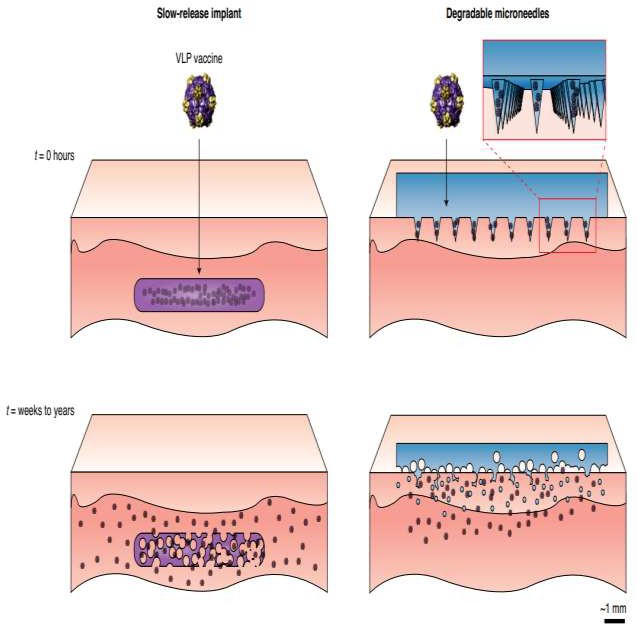 Slow-release implant
Degradable microneedles
VLP vaccine
t = 0 hours
t = weeks to years
~1 mm